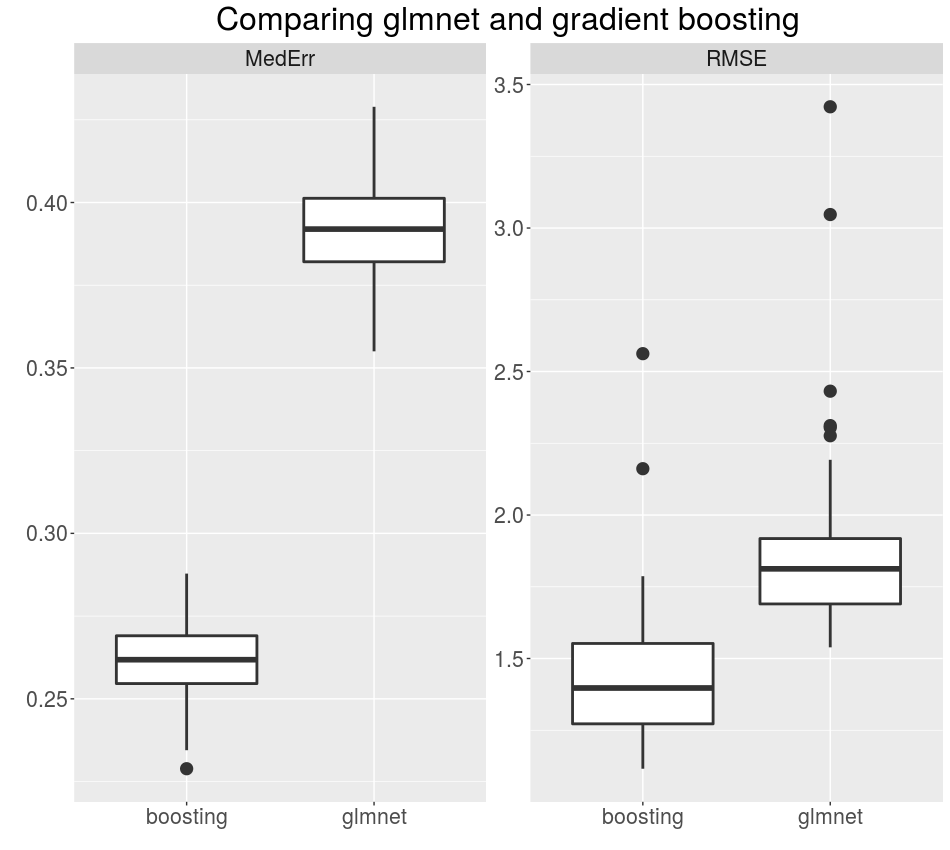 Comparing glmnet and gradient boosting
MedErr
RMSE
0.40
0.35
0.30
0.25
3.5
3.0
2.5
2.0
1.5
boosting
glmnet
boosting
glmnet